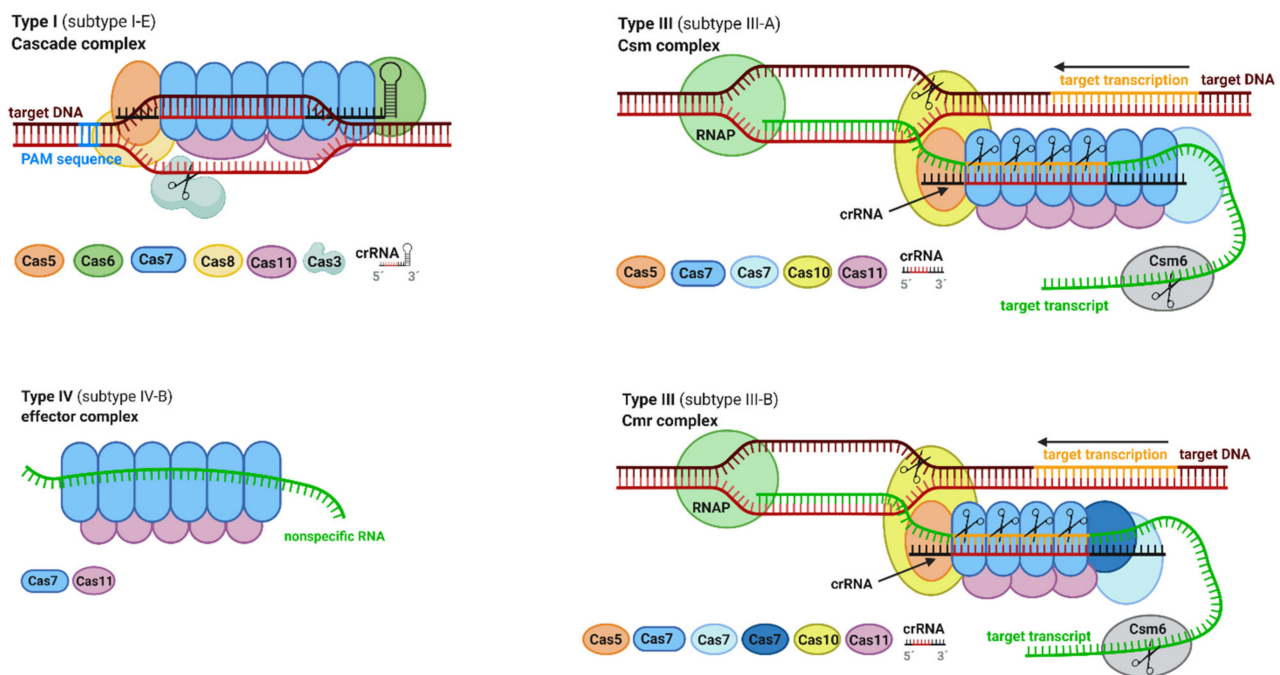 Type I (subtype I-E)
Cascade complex
target DNA
PAM sequence
Cas5 Cas6 Cas7 Cas8 Cas11 Cas3 crRNA
5´ 3´
Type III (subtype III-A)
Csm complex
target transcription target DNA
RNAP
crRNA
Cas5 Cas7 Cas7 Cas10 Cas11 crRNA
5´ 3´
Csm6
target transcript
Type IV (subtype IV-B)
effector complex
nonspecific RNA
Cas7 Cas11
Type III (subtype III-B)
Cmr complex
target transcription target DNA
RNAP
crRNA
Cas5 Cas7 Cas7 Cas7 Cas10 Cas11 crRNA
5´ 3´
Csm6
target transcript